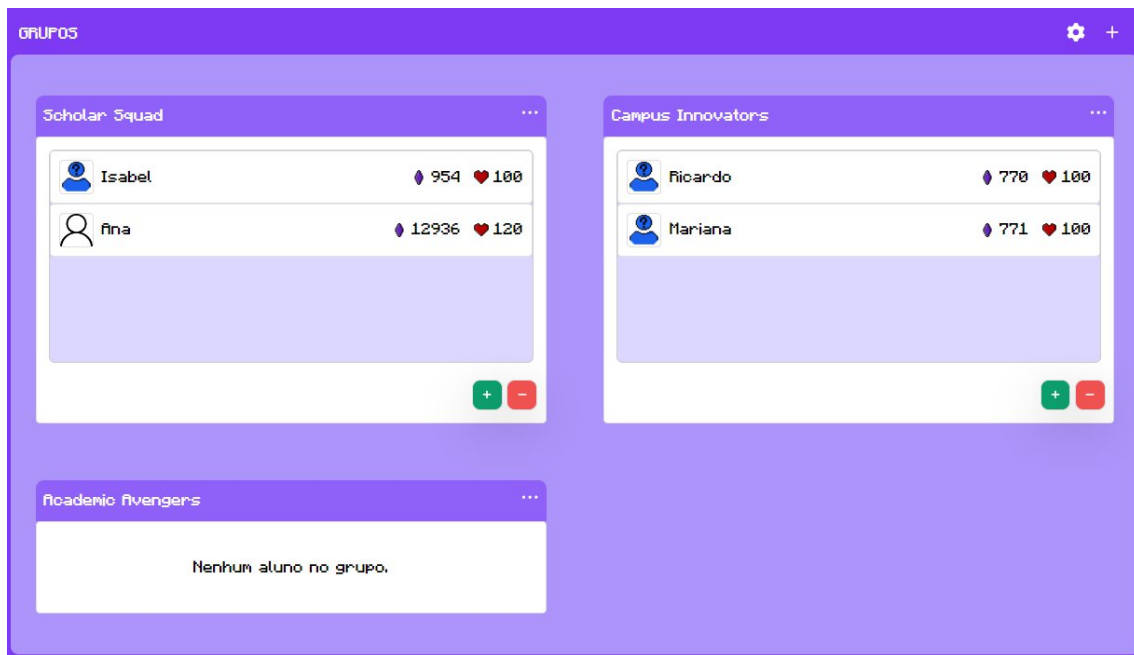 GRUPOS
Scholar Squad
Isabel 954 100
Ana 12936 120
Campus Innovators
Ricardo 770 100
Mariana 771 100
Academic Avengers
Nenhum aluno no grupo.